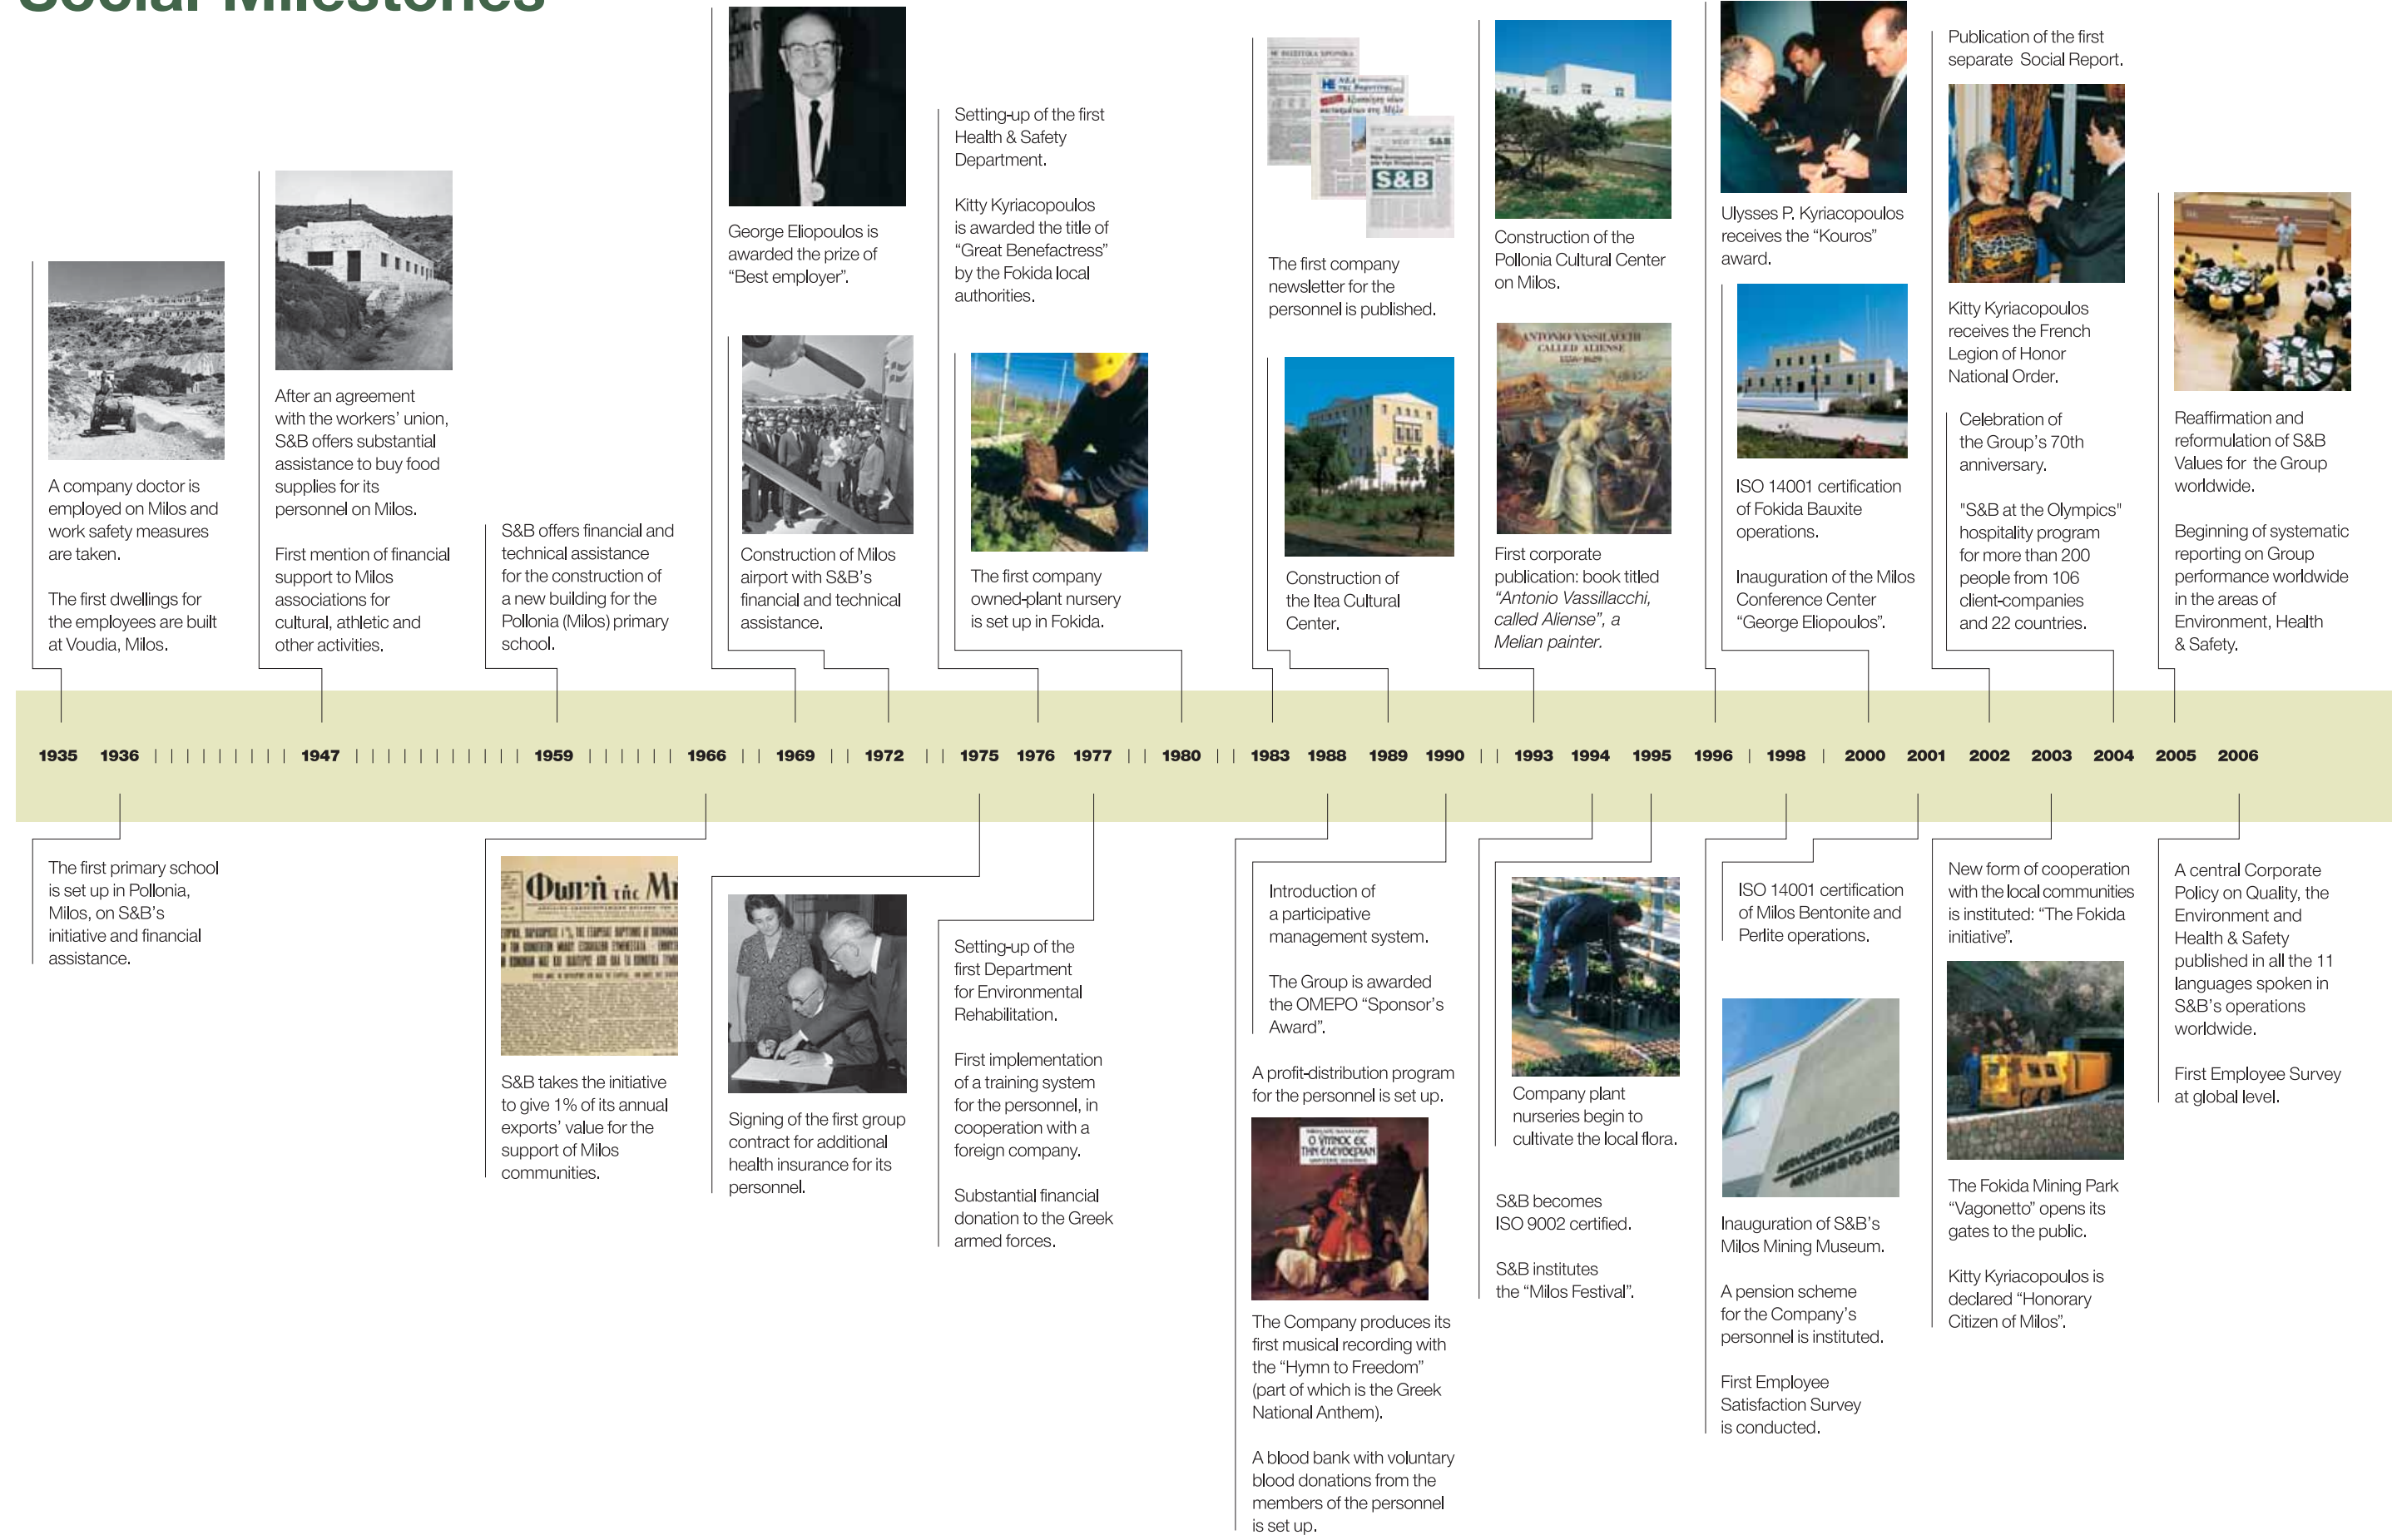 Social Milestones
A company doctor is
employed on Milos and
work safety measures
are taken.
The first dwellings for
the employees are built
at Voudia, Milos.
After an agreement
with the workers' union,
S&B offers substantial
assistance to buy food
supplies for its
personnel on Milos.
First mention of financial
support to Milos
associations for
cultural, athletic and
other activities.
S&B offers financial and
technical assistance
for the construction of
a new building for the
Pollonia (Milos) primary
school.
George Eliopoulos is
awarded the prize of
“Best employer”.
Construction of Milos
airport with S&B's
financial and technical
assistance.
Setting-up of the first
Health & Safety
Department.
Kitty Kyriacopoulos
is awarded the title of
“Great Benefactress”
by the Fokida local
authorities.
The first company
owned-plant nursery
is set up in Fokida.
S&B
S&B
The first company
newsletter for the
personnel is published.
Construction of
the Itea Cultural
Center.
Construction of the
Pollonia Cultural Center
on Milos.
ANTONIO VASSILACCHI
CALLED ALIENSE
1556-1629
First corporate
publication: book titled
“Antonio Vassillacchi,
called Aliense”, a
Melian painter.
Ulysses P. Kyriacopoulos
receives the “Kouros”
award.
ISO 14001 certification
of Fokida Bauxite
operations.
Inauguration of the Milos
Conference Center
“George Eliopoulos”.
Publication of the first
separate Social Report.
Kitty Kyriacopoulos
receives the French
Legion of Honor
National Order.
Celebration of
the Group's 70th
anniversary.
"S&B at the Olympics"
hospitality program
for more than 200
people from 106
client-companies
and 22 countries.
Reaffirmation and
reformulation of S&B
Values for the Group
worldwide.
Beginning of systematic
reporting on Group
performance worldwide
in the areas of
Environment, Health
& Safety.
1935 1936 1947 1959 1966 1969 1972 1975 1976 1977 1980 1983 1988 1989 1990 1993 1994 1995 1996 1998 2000 2001 2002 2003 2004 2005 2006
The first primary school
is set up in Pollonia,
Milos, on S&B's
initiative and financial
assistance.
Φωνή τῆς
S&B takes the initiative
to give 1% of its annual
exports' value for the
support of Milos
communities.
Signing of the first group
contract for additional
health insurance for its
personnel.
Setting-up of the
first Department
for Environmental
Rehabilitation.
First implementation
of a training system
for the personnel, in
cooperation with a
foreign company.
Substantial financial
donation to the Greek
armed forces.
Introduction of
a participative
management system.
The Group is awarded
the OMEPO “Sponsor's
Award”.
A profit-distribution program
for the personnel is set up.
Ο ΥΜΝΟΣ ΕΙΣ
ΤΗΝ ΕΛΕΥΘΕΡΙΑΝ
The Company produces its
first musical recording with
the “Hymn to Freedom”
(part of which is the Greek
National Anthem).
A blood bank with voluntary
blood donations from the
members of the personnel
is set up.
Company plant
nurseries begin to
cultivate the local flora.
S&B becomes
ISO 9002 certified.
S&B institutes
the “Milos Festival”.
ISO 14001 certification
of Milos Bentonite and
Perlite operations.
Inauguration of S&B's
Milos Mining Museum.
A pension scheme
for the Company's
personnel is instituted.
First Employee
Satisfaction Survey
is conducted.
New form of cooperation
with the local communities
is instituted: “The Fokida
initiative”.
The Fokida Mining Park
“Vagonetto” opens its
gates to the public.
Kitty Kyriacopoulos is
declared “Honorary
Citizen of Milos”.
A central Corporate
Policy on Quality, the
Environment and
Health & Safety
published in all the 11
languages spoken in
S&B's operations
worldwide.
First Employee Survey
at global level.